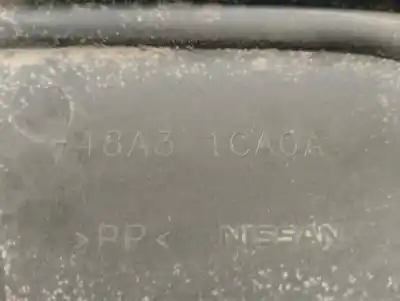 748A3 1CA0A
>PP< NISSAN